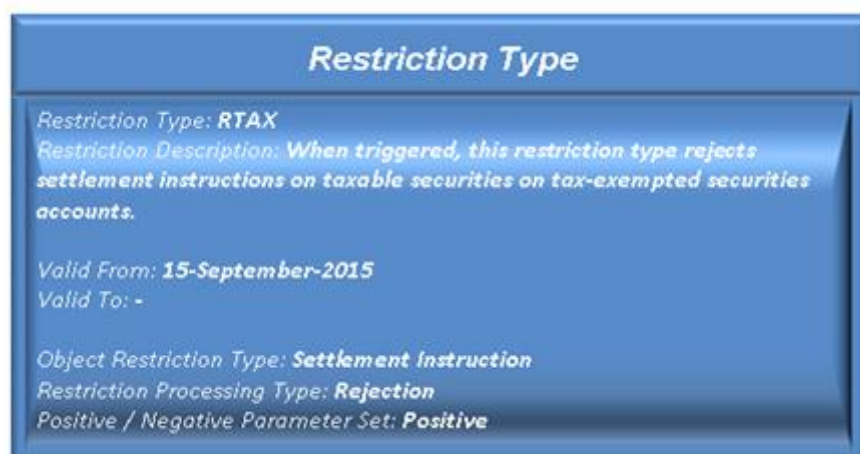 Restriction Type
Restriction Type: RTAX
Restriction Description: When triggered, this restriction type rejects
settlement instructions on taxable securities on tax-exempted securities
accounts.
Valid From: 15-September-2015
Valid To: -
Object Restriction Type: Settlement Instruction
Restriction Processing Type: Rejection
Positive / Negative Parameter Set: Positive